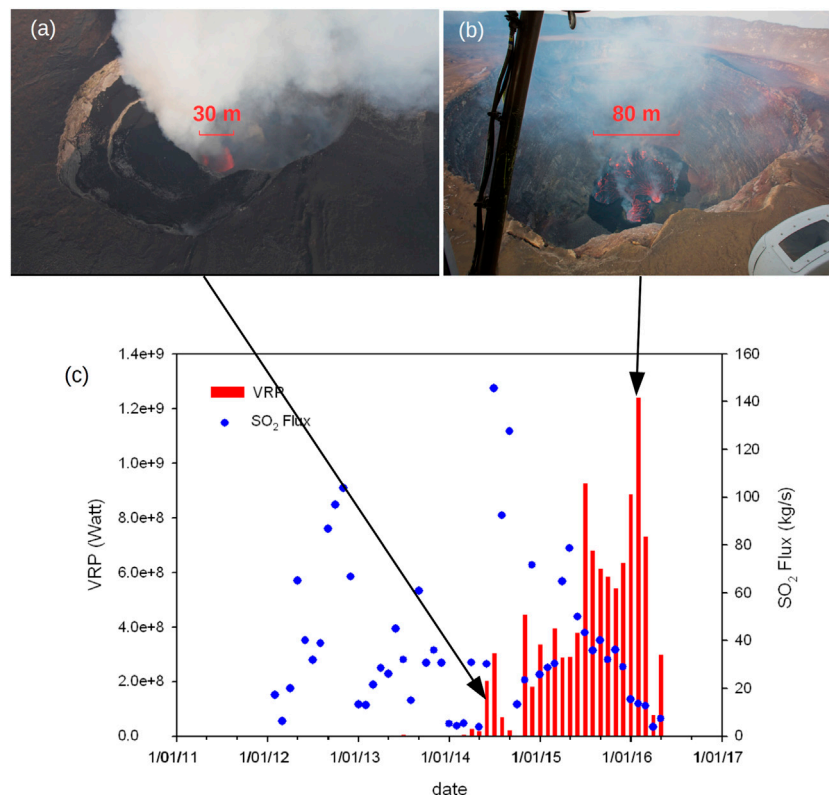 (a)
30 m
(b)
80 m
(c)
VRP
SO2 Flux
VRP (Watt)
1.4e+9
1.2e+9
1.0e+9
8.0e+8
6.0e+8
4.0e+8
2.0e+8
0.0
SO2 Flux (kg/s)
160
140
120
100
80
60
40
20
0
1/01/11
1/01/12
1/01/13
1/01/14
1/01/15
1/01/16
1/01/17
date